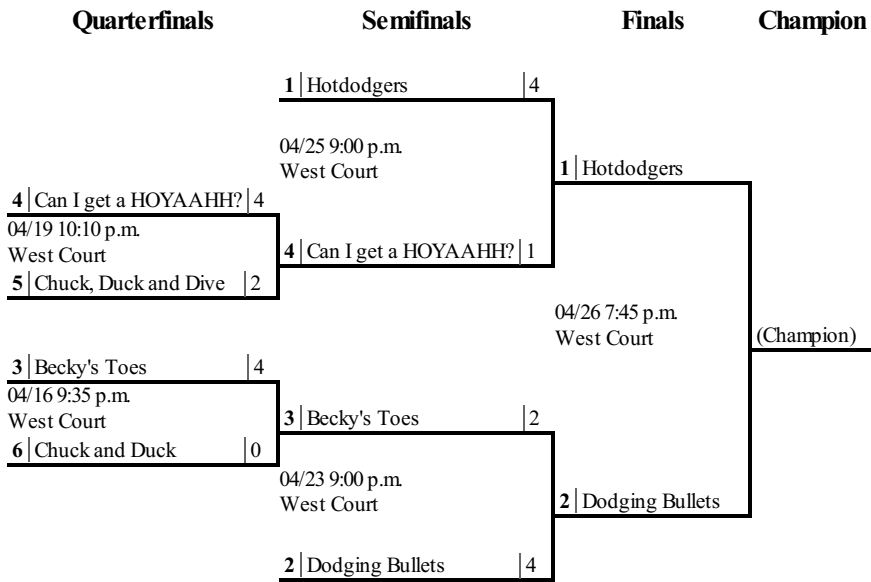 Quarterfinals Semifinals Finals Champion
1 Hotdodgers 4
04/25 9:00 p.m.
West Court
1 Hotdodgers
4 Can I get a HOYAAHH? 4
04/19 10:10 p.m.
West Court
4 Can I get a HOYAAHH? 1
5 Chuck, Duck and Dive 2
04/26 7:45 p.m.
West Court
(Champion)
3 Becky's Toes 4
04/16 9:35 p.m.
West Court
3 Becky's Toes 2
6 Chuck and Duck 0
04/23 9:00 p.m.
West Court
2 Dodging Bullets
2 Dodging Bullets 4